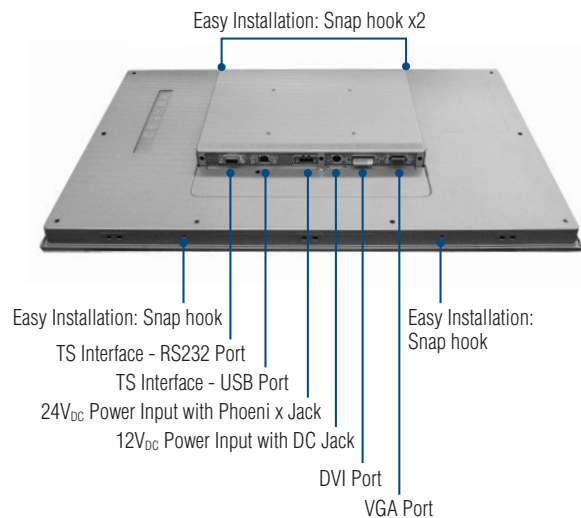 Easy Installation: Snap hook x2
Easy Installation: Snap hook
Easy Installation:
Snap hook
TS Interface - RS232 Port
TS Interface - USB Port
24VDC Power Input with Phoeni x Jack
12VDC Power Input with DC Jack
DVI Port
VGA Port